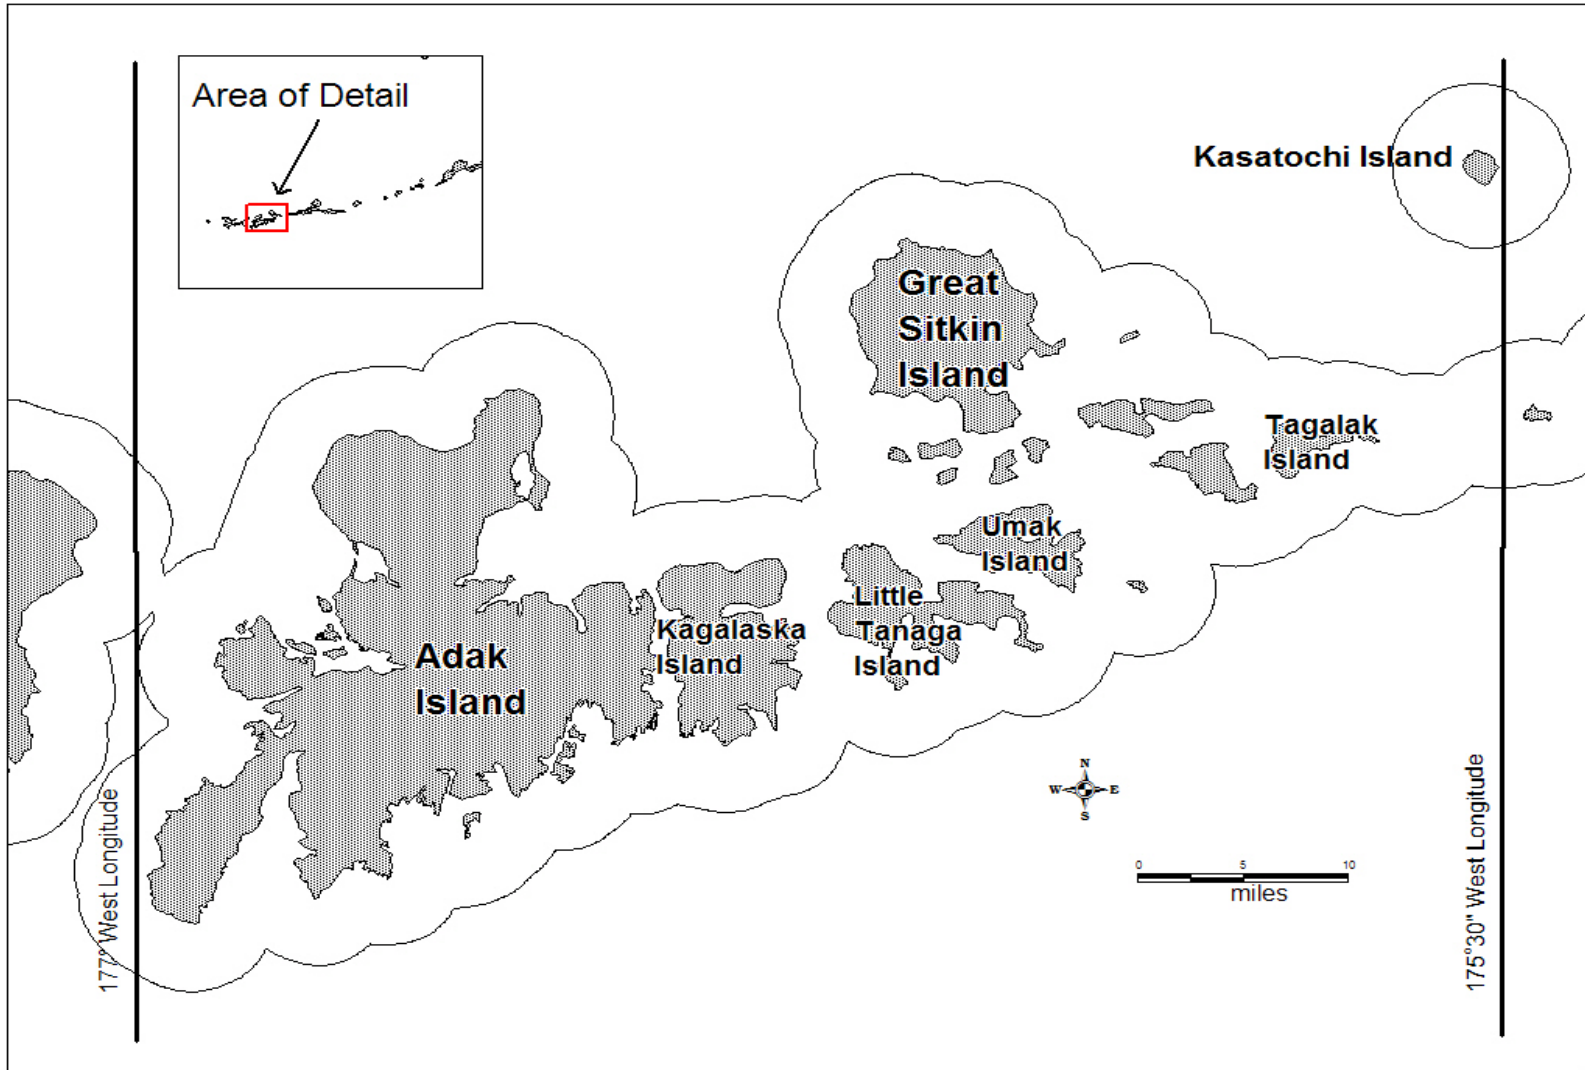 Area of Detail
Kasatochi Island
Great
Sitkin
Island
Tagalak
Island
Umak
Island
Little
Tanaga
Island
Kagalaska
Island
Adak
Island
N
W E
S
0 5 10
miles
177° West Longitude
175°30" West Longitude